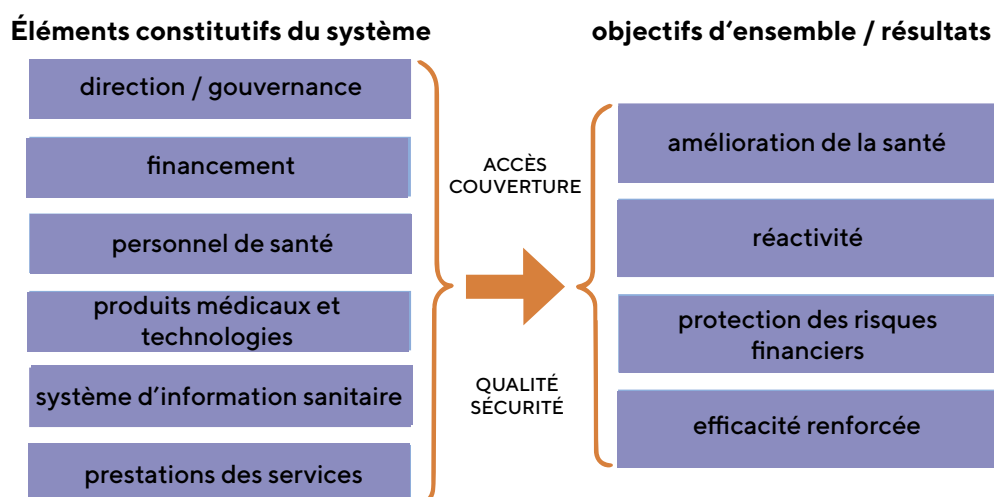 Éléments constitutifs du système
direction / gouvernance
financement
personnel de santé
produits médicaux et
technologies
système d’information sanitaire
prestations des services
ACCÈS
COUVERTURE
QUALITÉ
SÉCURITÉ
objectifs d’ensemble / résultats
amélioration de la santé
réactivité
protection des risques
financiers
efficacité renforcée